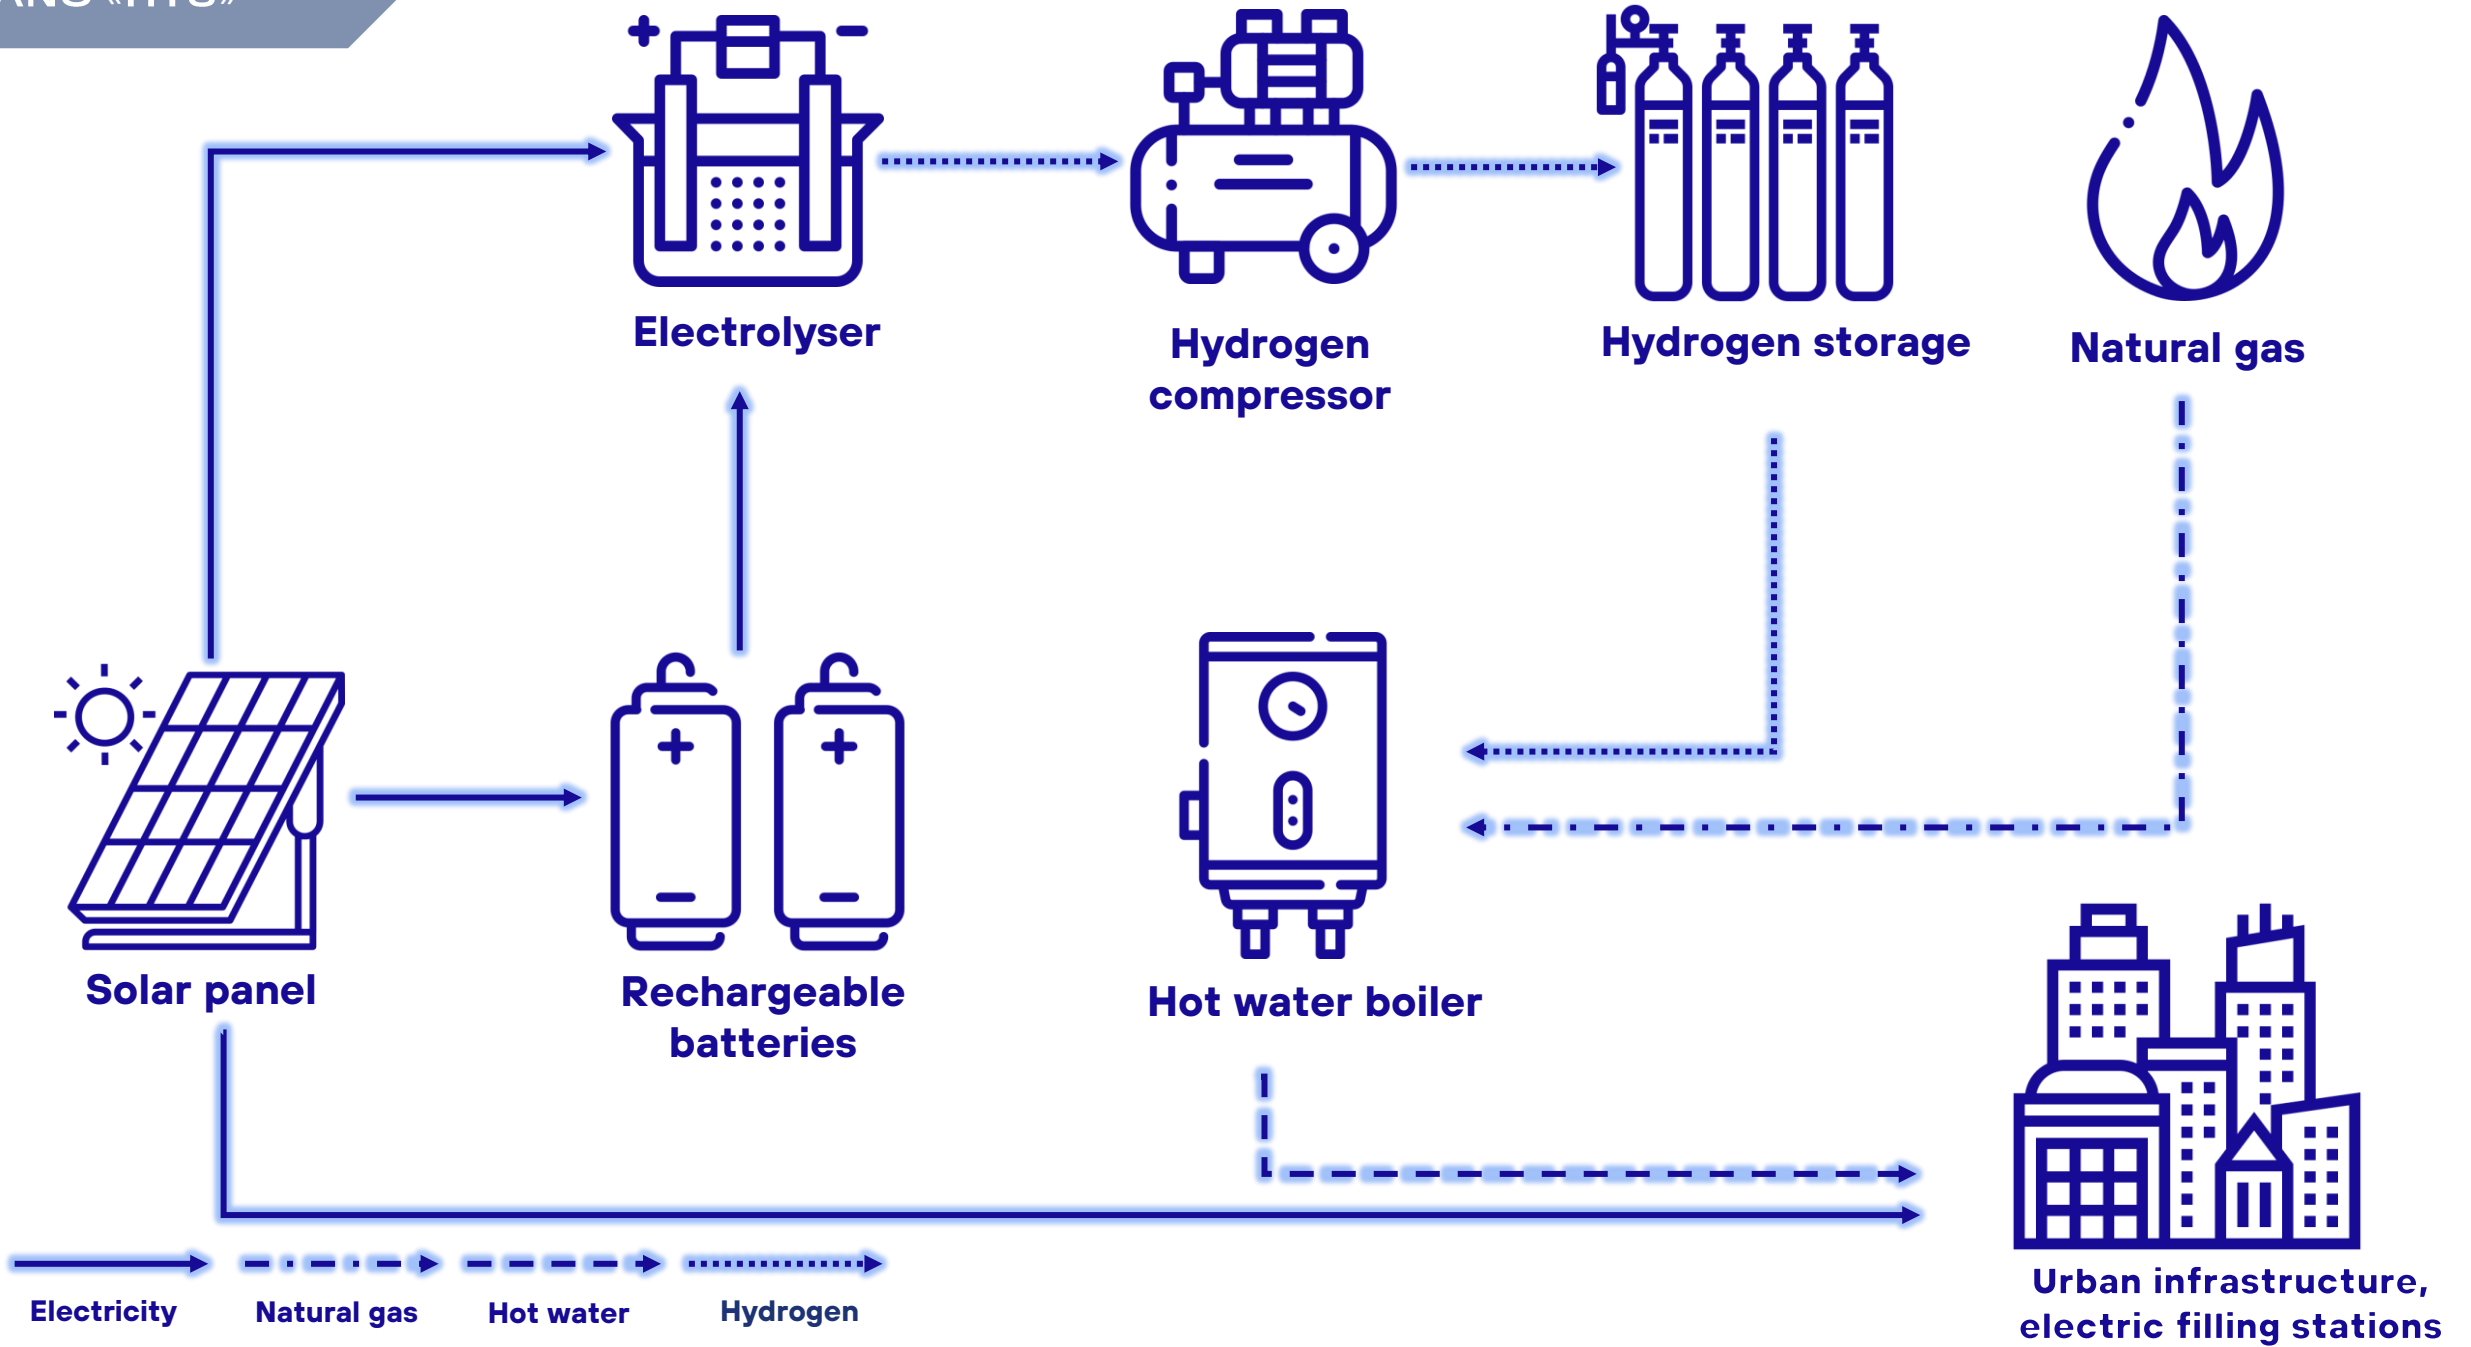 Electrolyser
Hydrogen
compressor
Hydrogen storage
Natural gas
Solar panel
Rechargeable
batteries
Hot water boiler
Urban infrastructure,
electric filling stations
Electricity
Natural gas
Hot water
Hydrogen